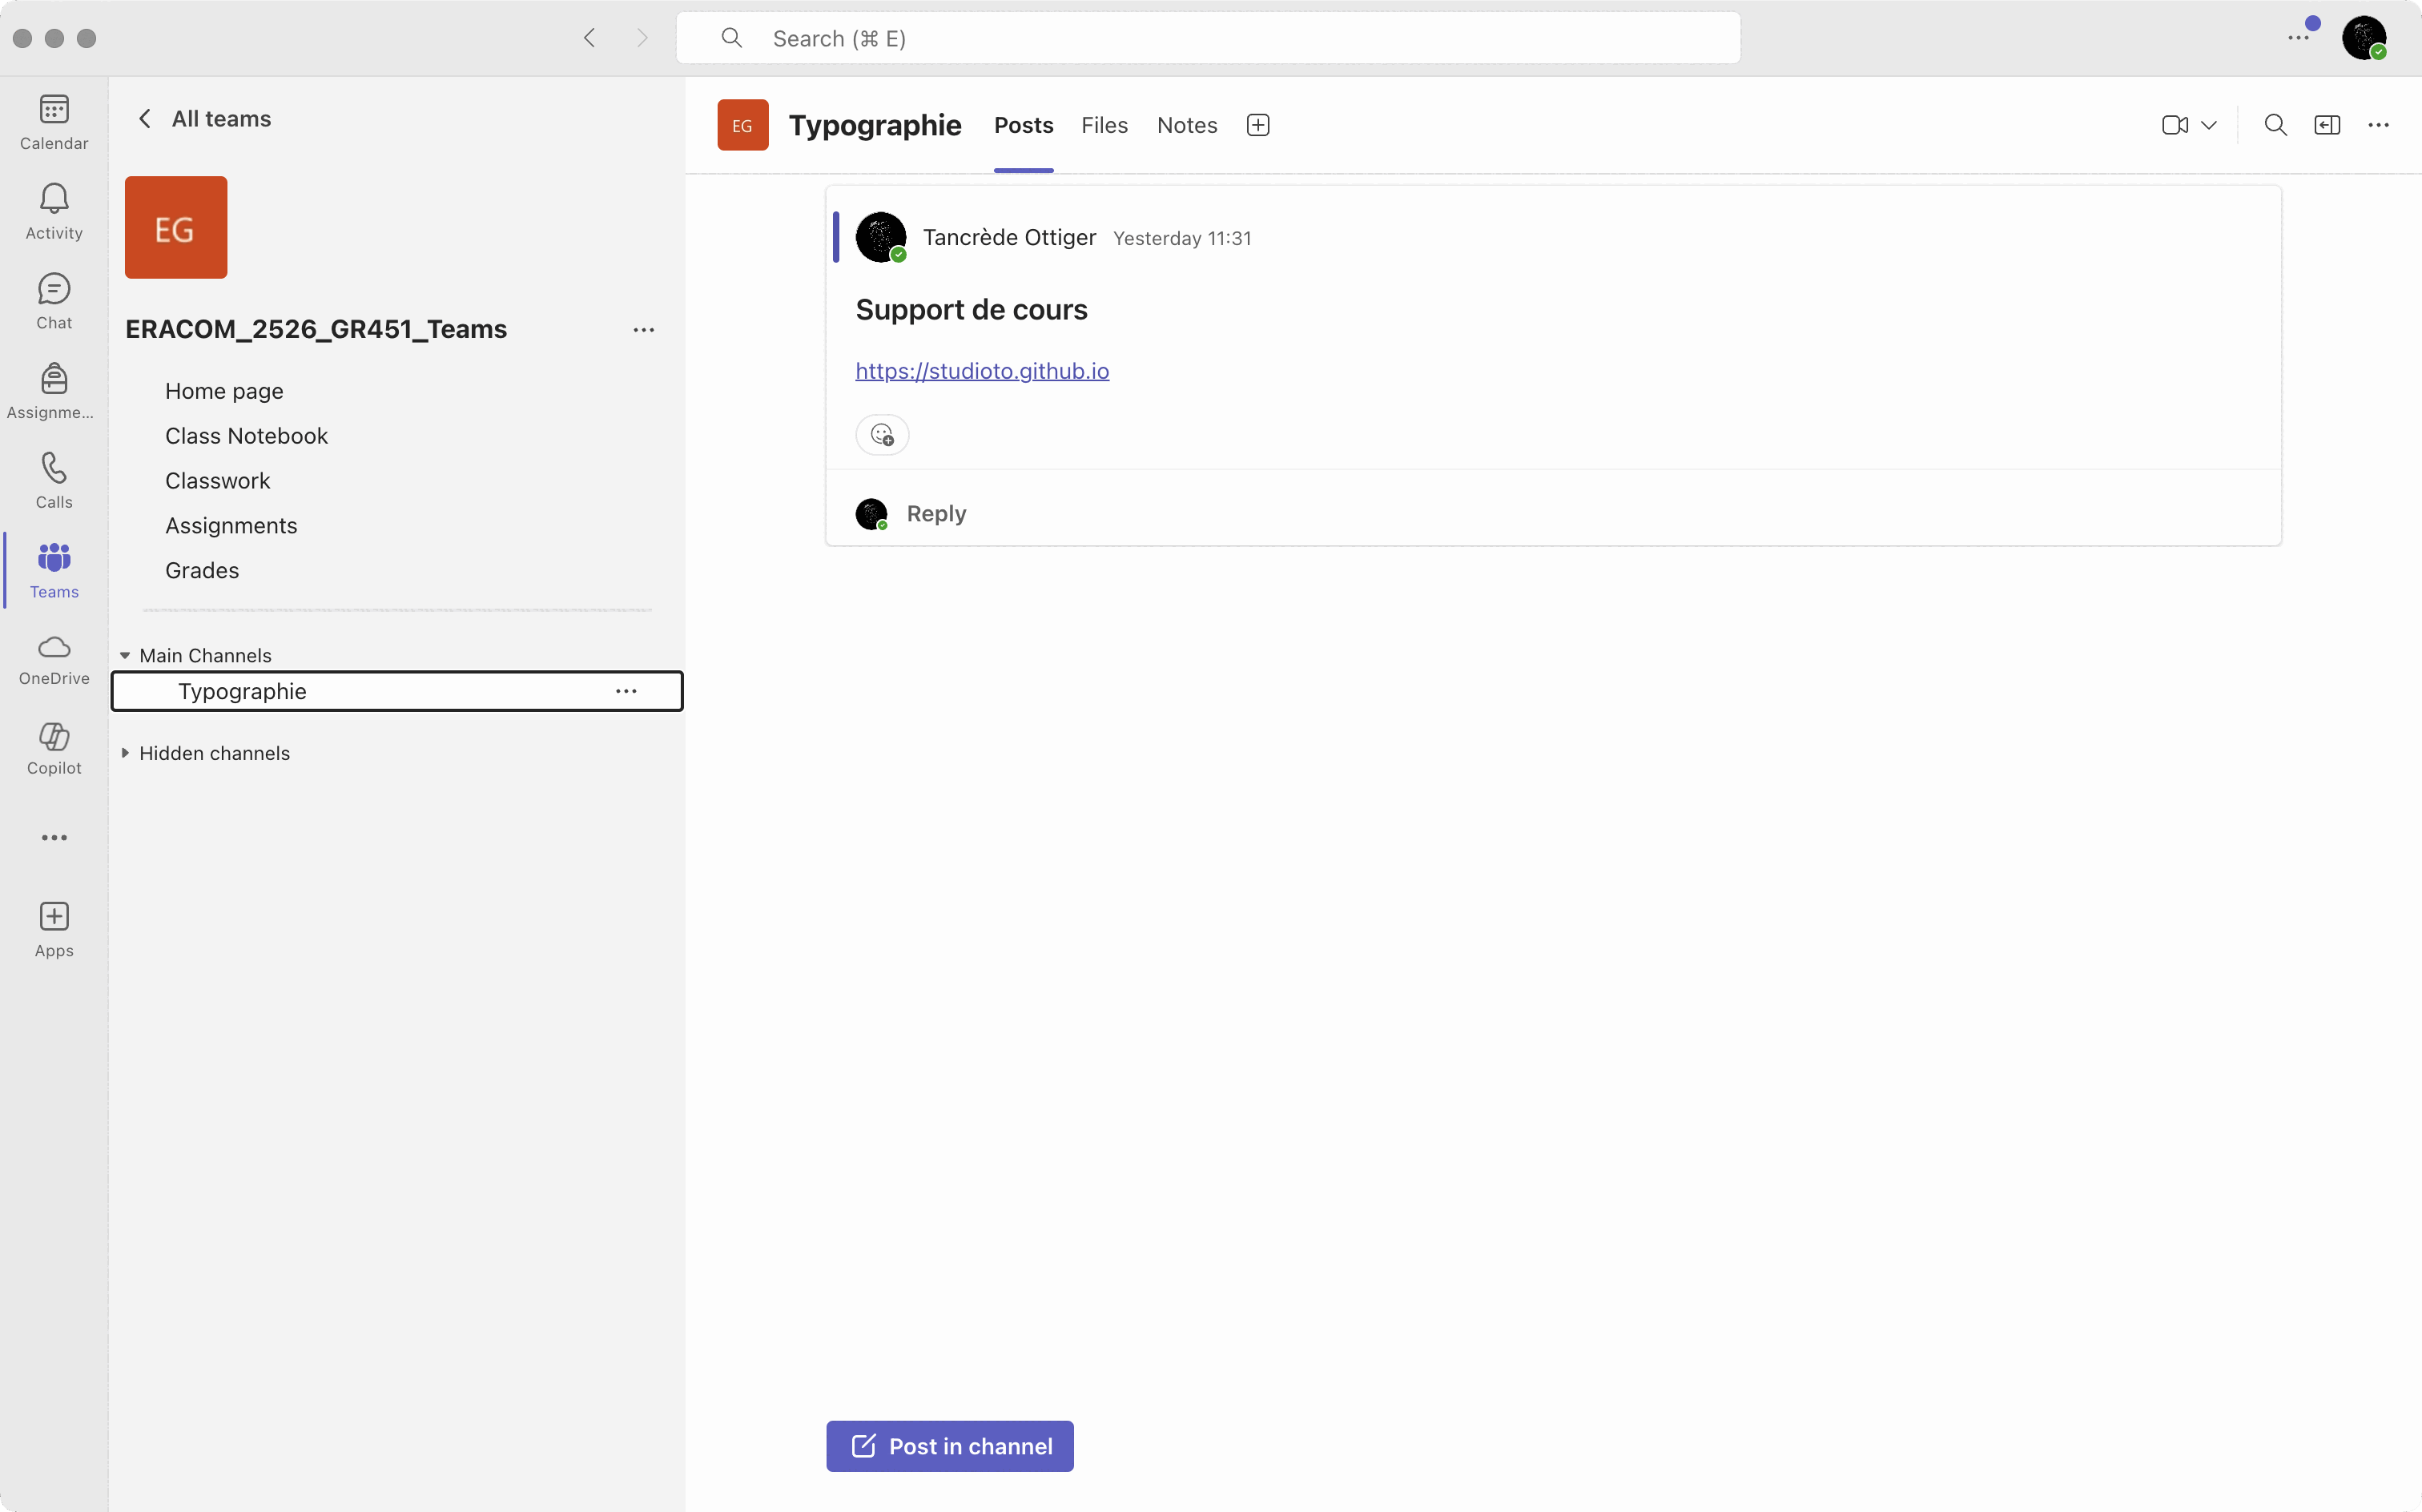 Search (⌘ E)
Calendar
Activity
Chat
Assignme...
Calls
Teams
OneDrive
Copilot
Apps
All teams
EG
ERACOM_2526_GR451_Teams
Home page
Class Notebook
Classwork
Assignments
Grades
Main Channels
Typographie
Hidden channels
EG
Typographie
Posts
Files
Notes
Tancrède Ottiger Yesterday 11:31
Support de cours
https://studioto.github.io
Reply
Post in channel